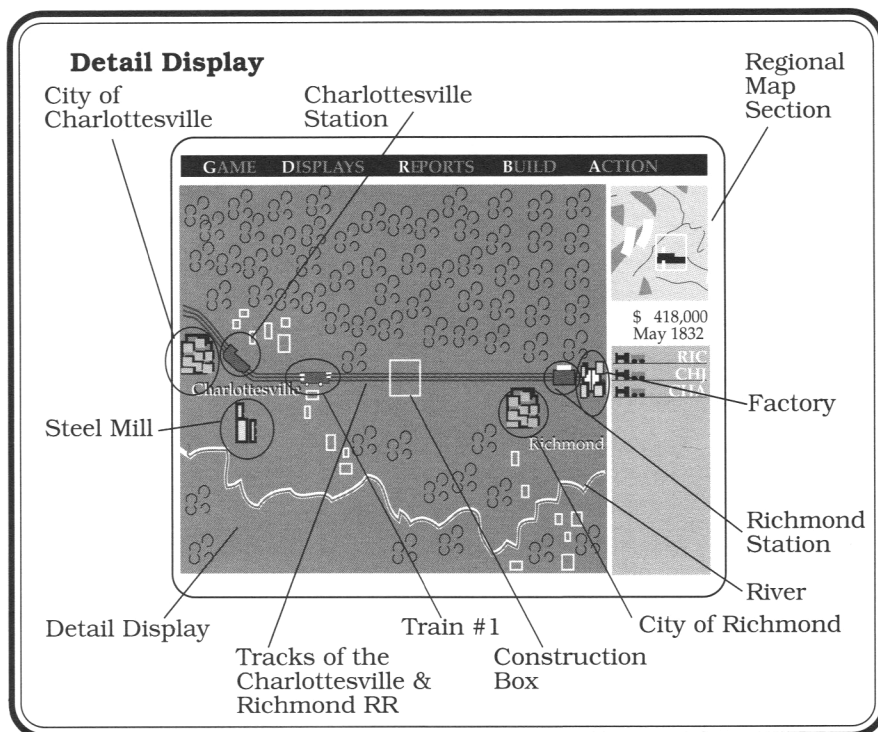 Detail Display
City of
Charlottesville
Charlottesville
Station
Regional
Map
Section
GAME DISPLAYS REPORTS BUILD ACTION
$ 418,000
May 1832
RIC
CHJ
CHA
Charlottesville
Richmond
Factory
Steel Mill
Richmond
Station
River
Detail Display
Train #1
City of Richmond
Tracks of the
Charlottesville &
Richmond RR
Construction
Box